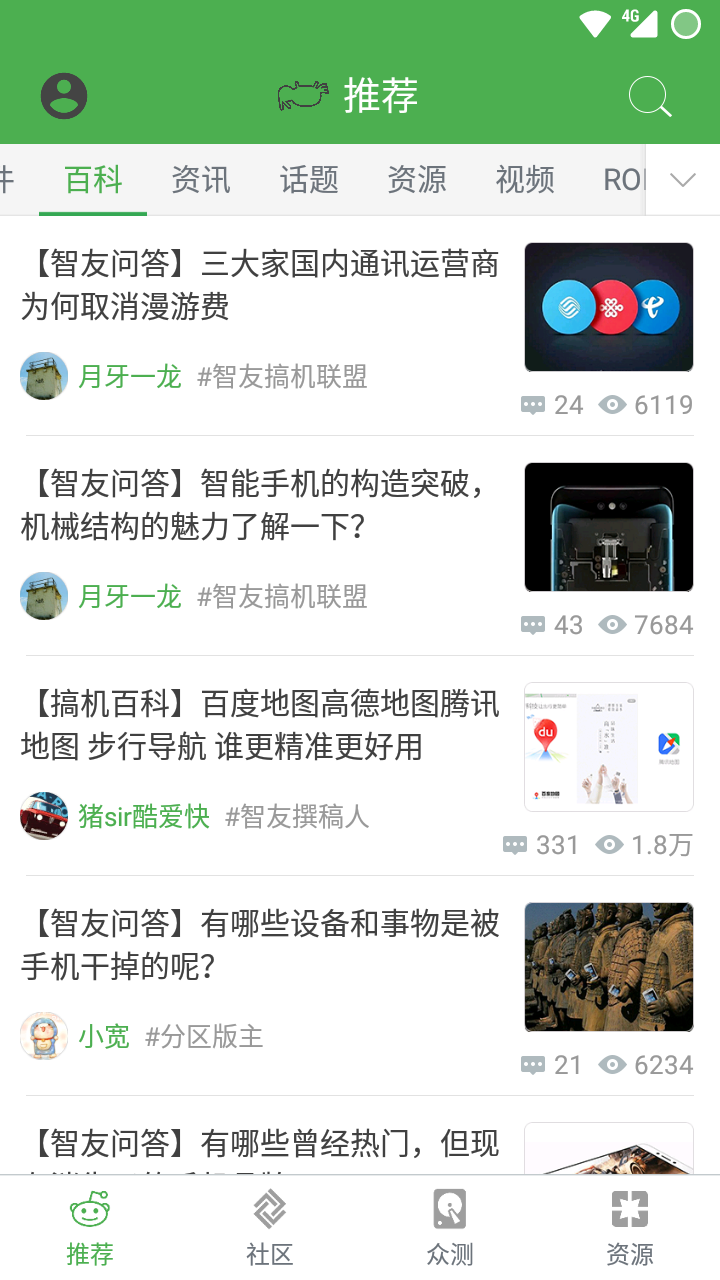 4G
推荐
件 百科 资讯 话题 资源 视频 RO
【智友问答】三大家国内通讯运营商
为何取消漫游费
月牙一龙 #智友搞机联盟
24 6119
【智友问答】智能手机的构造突破，
机械结构的魅力了解一下？
月牙一龙 #智友搞机联盟
43 7684
【搞机百科】百度地图高德地图腾讯
地图 步行导航 谁更精准更好用
du
百度地图
腾讯地图
猪sir酷爱快 #智友撰稿人
331 1.8万
【智友问答】有哪些设备和事物是被
手机干掉的呢？
小宽 #分区版主
21 6234
【智友问答】有哪些曾经热门，但现
推荐 社区 众测 资源